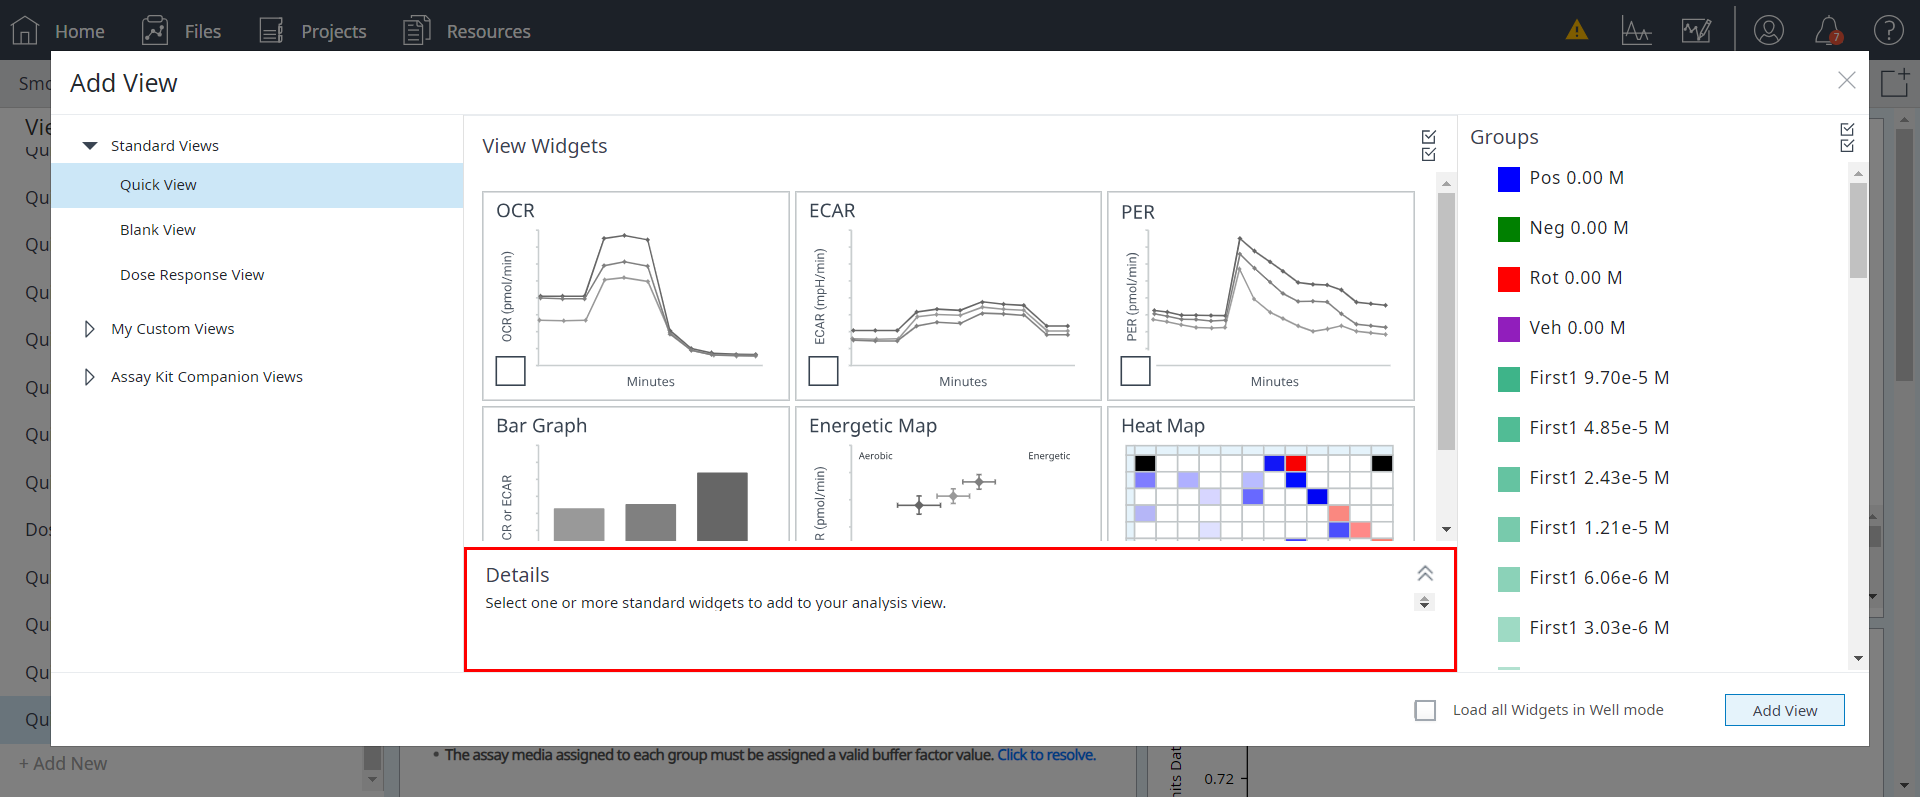 Home
Files
Projects
Resources
7
Smo
Vie
Qu
Qu
Qu
Qu
Qu
Qu
Qu
Qu
Dos
Qu
Qu
Qu
Qu
+ Add New
Add View
Standard Views
Quick View
Blank View
Dose Response View
My Custom Views
Assay Kit Companion Views
View Widgets
OCR
OCR (pmol/min)
Minutes
ECAR
ECAR (mpH/min)
Minutes
PER
PER (pmol/min)
Minutes
Bar Graph
CR or ECAR
Energetic Map
Aerobic
Energetic
R (pmol/min)
Heat Map
Details
Select one or more standard widgets to add to your analysis view.
Groups
Pos 0.00 M
Neg 0.00 M
Rot 0.00 M
Veh 0.00 M
First1 9.70e-5 M
First1 4.85e-5 M
First1 2.43e-5 M
First1 1.21e-5 M
First1 6.06e-6 M
First1 3.03e-6 M
Load all Widgets in Well mode
Add View
• The assay media assigned to each group must be assigned a valid buffer factor value. Click to resolve.
nits Dat
0.72